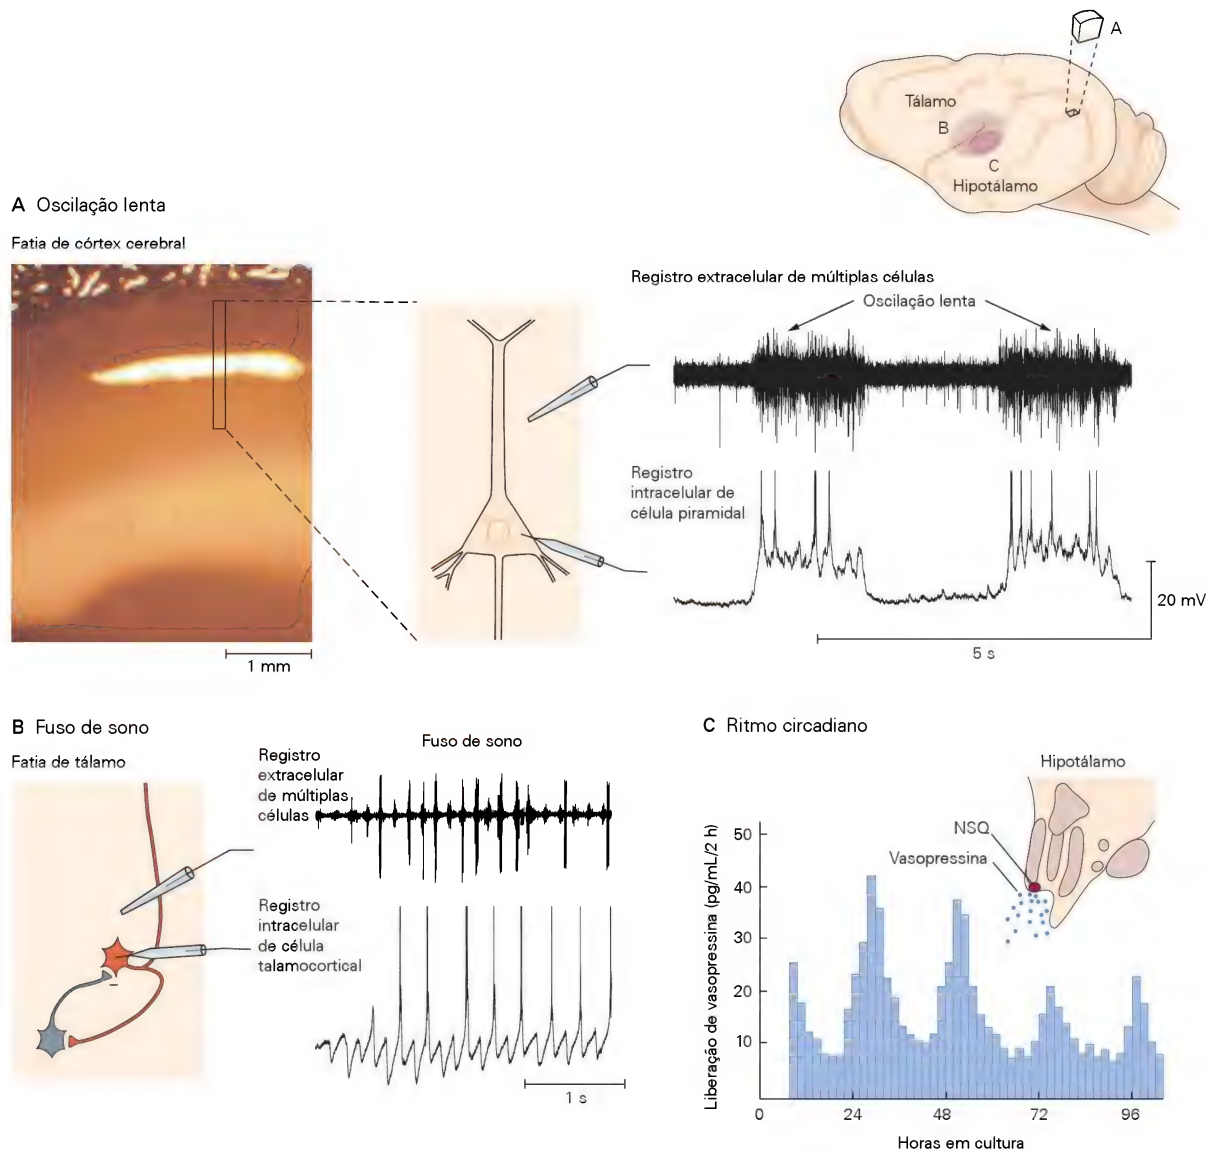 A
Tálamo
B
C
Hipotálamo
A Oscilação lenta
Fatia de córtex cerebral
Registro extracelular de múltiplas células
Oscilação lenta
Registro
intracelular de
célula piramidal
20 mV
5 s
1 mm
B Fuso de sono
Fatia de tálamo
Fuso de sono
Registro
extracelular
de múltiplas
células
Registro
intracelular
de célula
talamocortical
1 s
C Ritmo circadiano
Hipotálamo
NSQ
Vasopressina
Liberação de vasopressina (pg/mL/2 h)
50
40
30
20
10
0 24 48 72 96
Horas em cultura